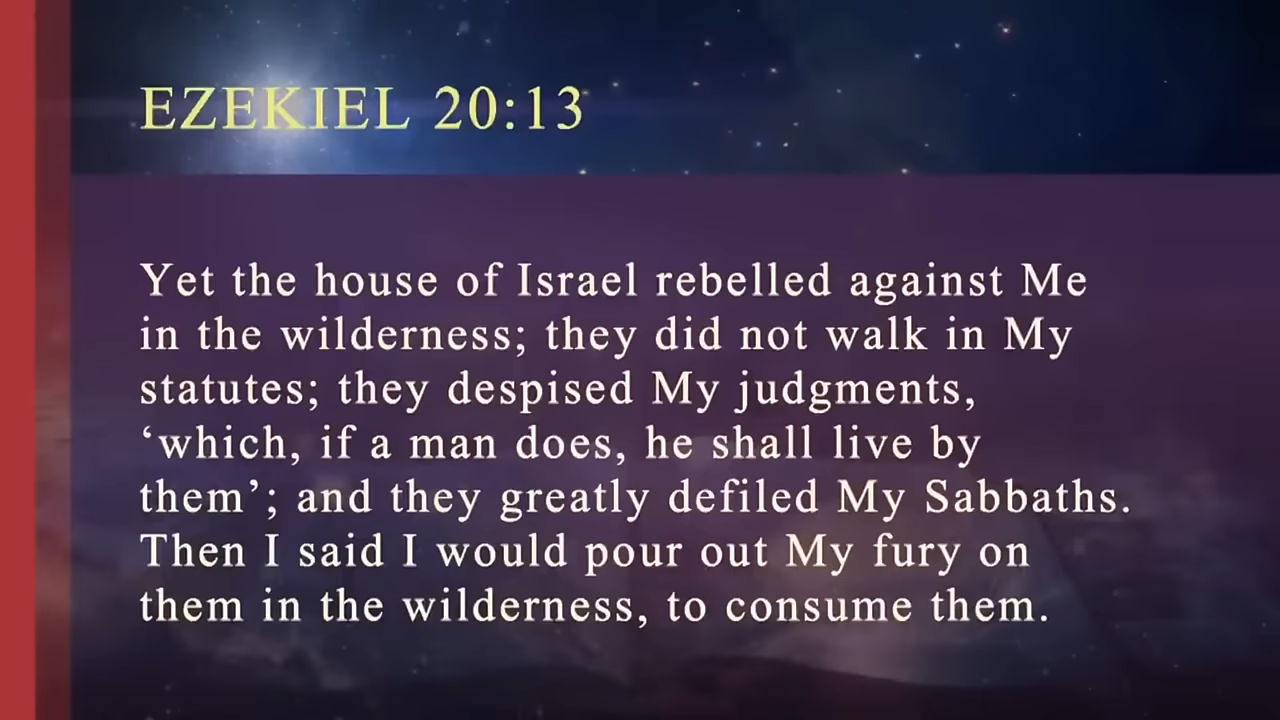 EZEKIEL 20:13
Yet the house of Israel rebelled against Me
in the wilderness; they did not walk in My
statutes; they despised My judgments,
‘which, if a man does, he shall live by
them’; and they greatly defiled My Sabbaths.
Then I said I would pour out My fury on
them in the wilderness, to consume them.